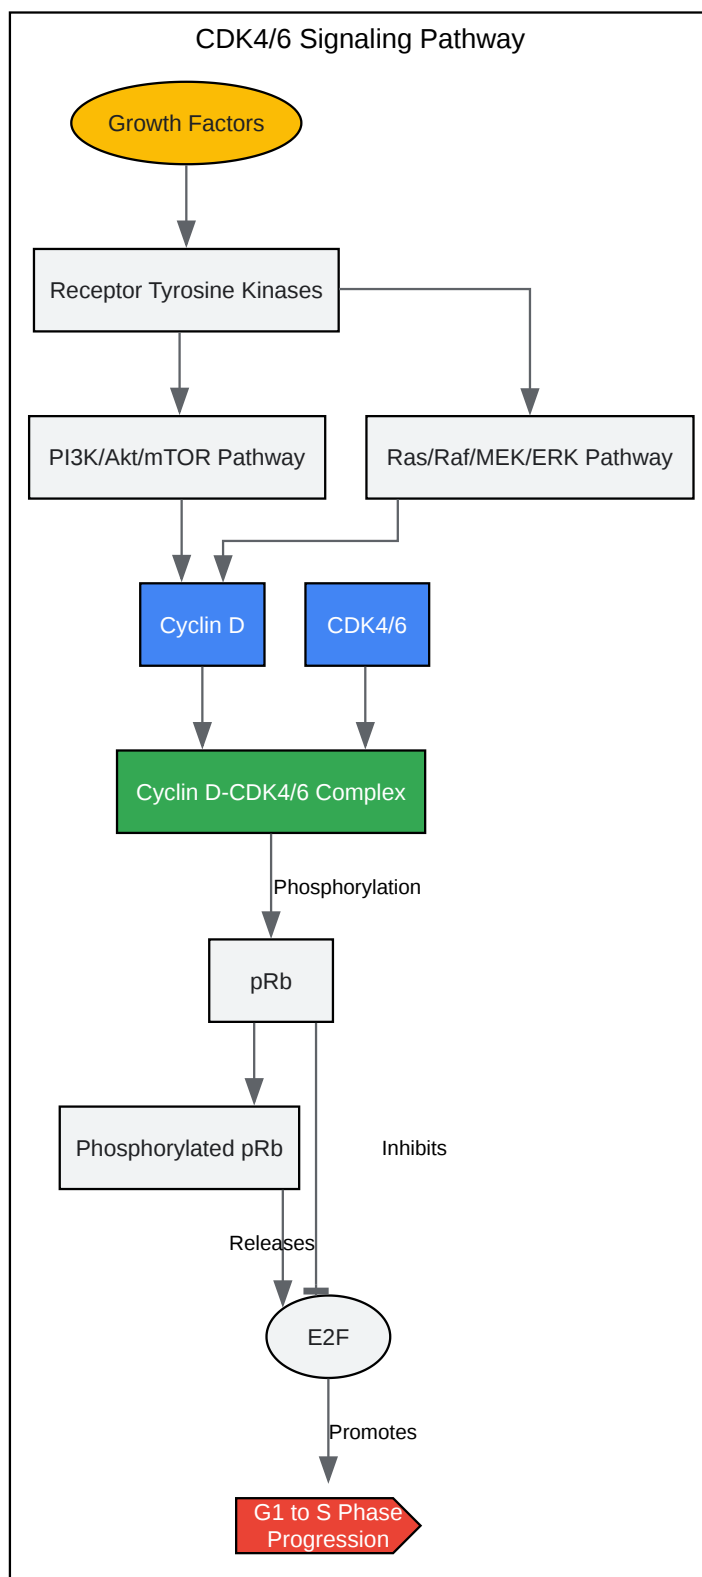 CDK4/6 Signaling Pathway
Growth Factors
Receptor Tyrosine Kinases
PI3K/Akt/mTOR Pathway
Ras/Raf/MEK/ERK Pathway
Cyclin D
CDK4/6
Cyclin D-CDK4/6 Complex
Phosphorylation
pRb
Phosphorylated pRb
Inhibits
Releases
E2F
Promotes
G1 to S Phase
Progression